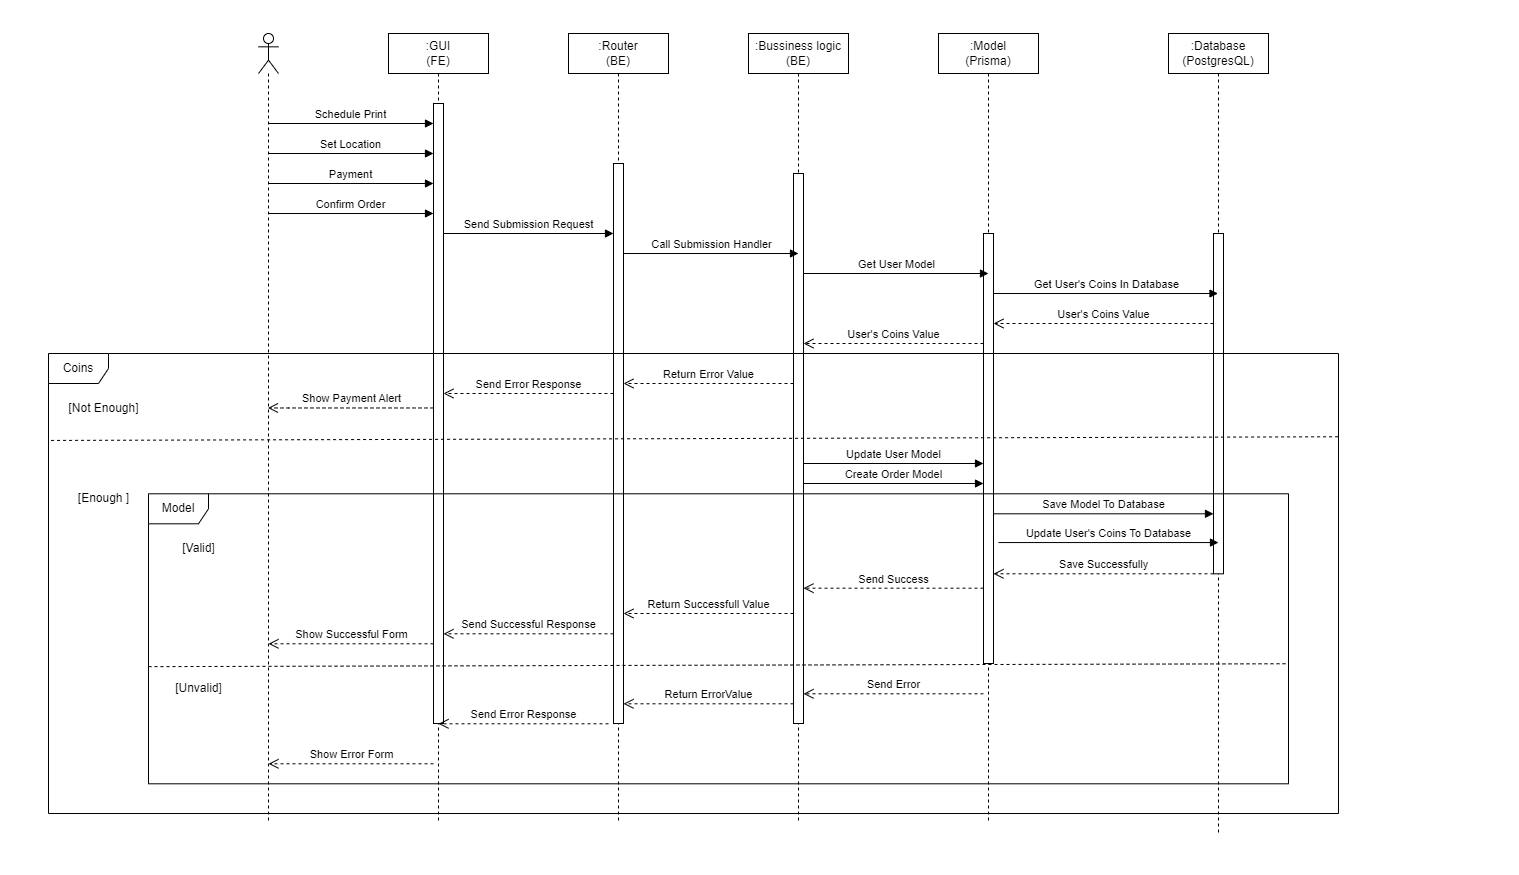 :GUI
(FE)
:Router
(BE)
:Bussiness logic
(BE)
:Model
(Prisma)
:Database
(PostgresQL)
Schedule Print
Set Location
Payment
Confirm Order
Send Submission Request
Call Submission Handler
Get User Model
Get User's Coins In Database
User's Coins Value
User's Coins Value
Coins
Return Error Value
Send Error Response
Show Payment Alert
[Not Enough]
Update User Model
Create Order Model
[Enough ]
Model
Save Model To Database
Update User's Coins To Database
[Valid]
Save Successfully
Send Success
Return Successfull Value
Send Successful Response
Show Successful Form
[Unvalid]
Send Error
Return ErrorValue
Send Error Response
Show Error Form